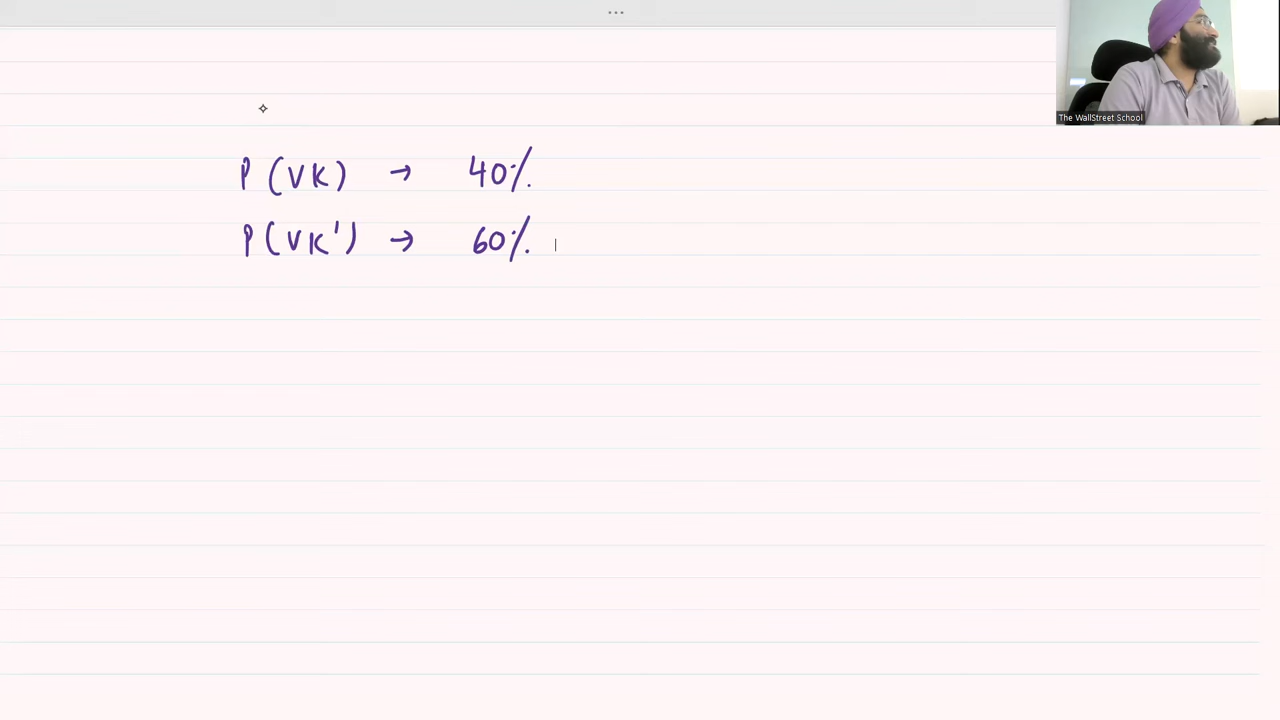 The WallStreet School
P (VK) → 40%
P (VK') → 60%